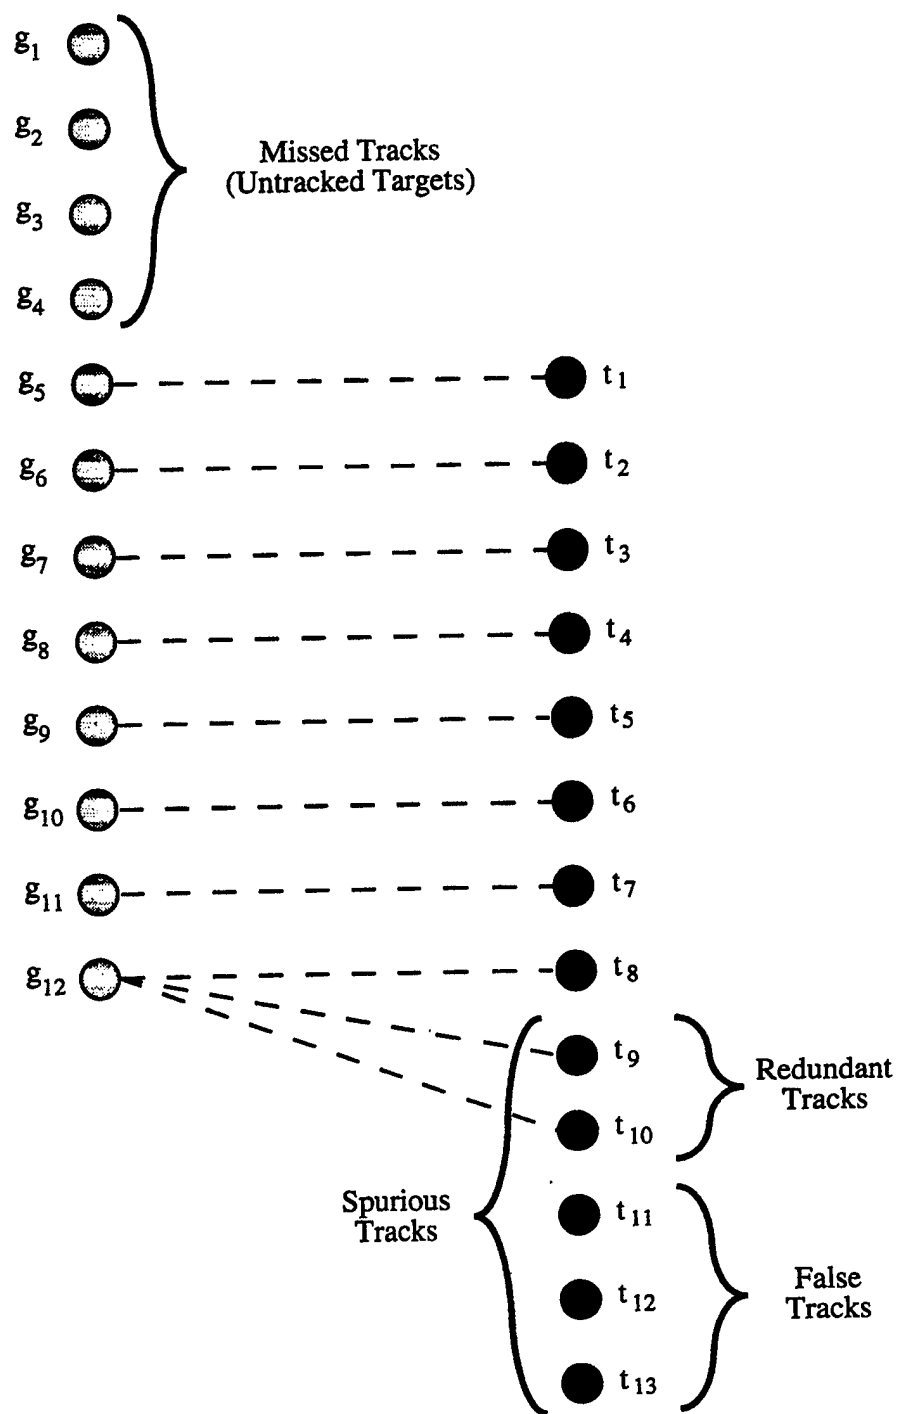 g1
g2
Missed Tracks
(Untracked Targets)
g3
g4
g5 t1
g6 t2
g7 t3
g8 t4
g9 t5
g10 t6
g11 t7
g12 t8
t9
Redundant
Tracks
t10
Spurious
Tracks
t11
t12
False
Tracks
t13